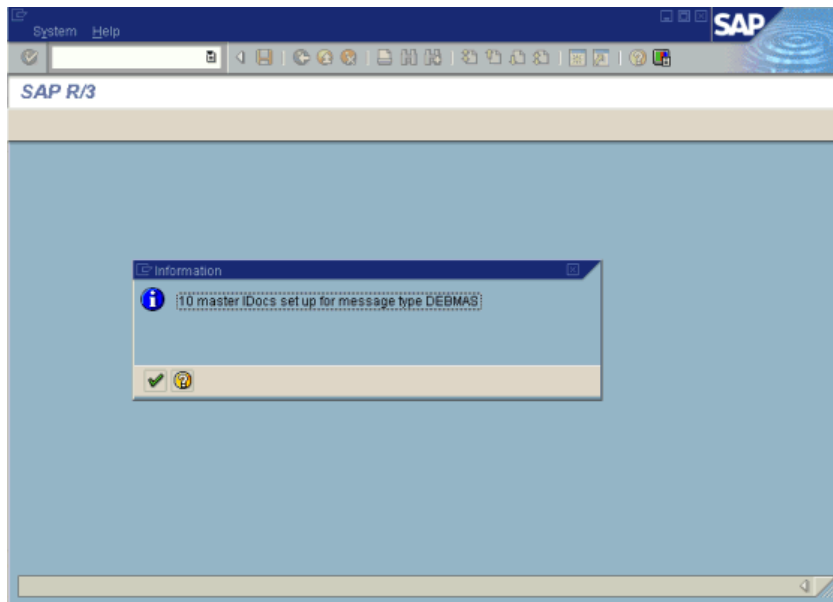 System Help
SAP
SAP R/3
Information
10 master IDocs set up for message type DEBMAS